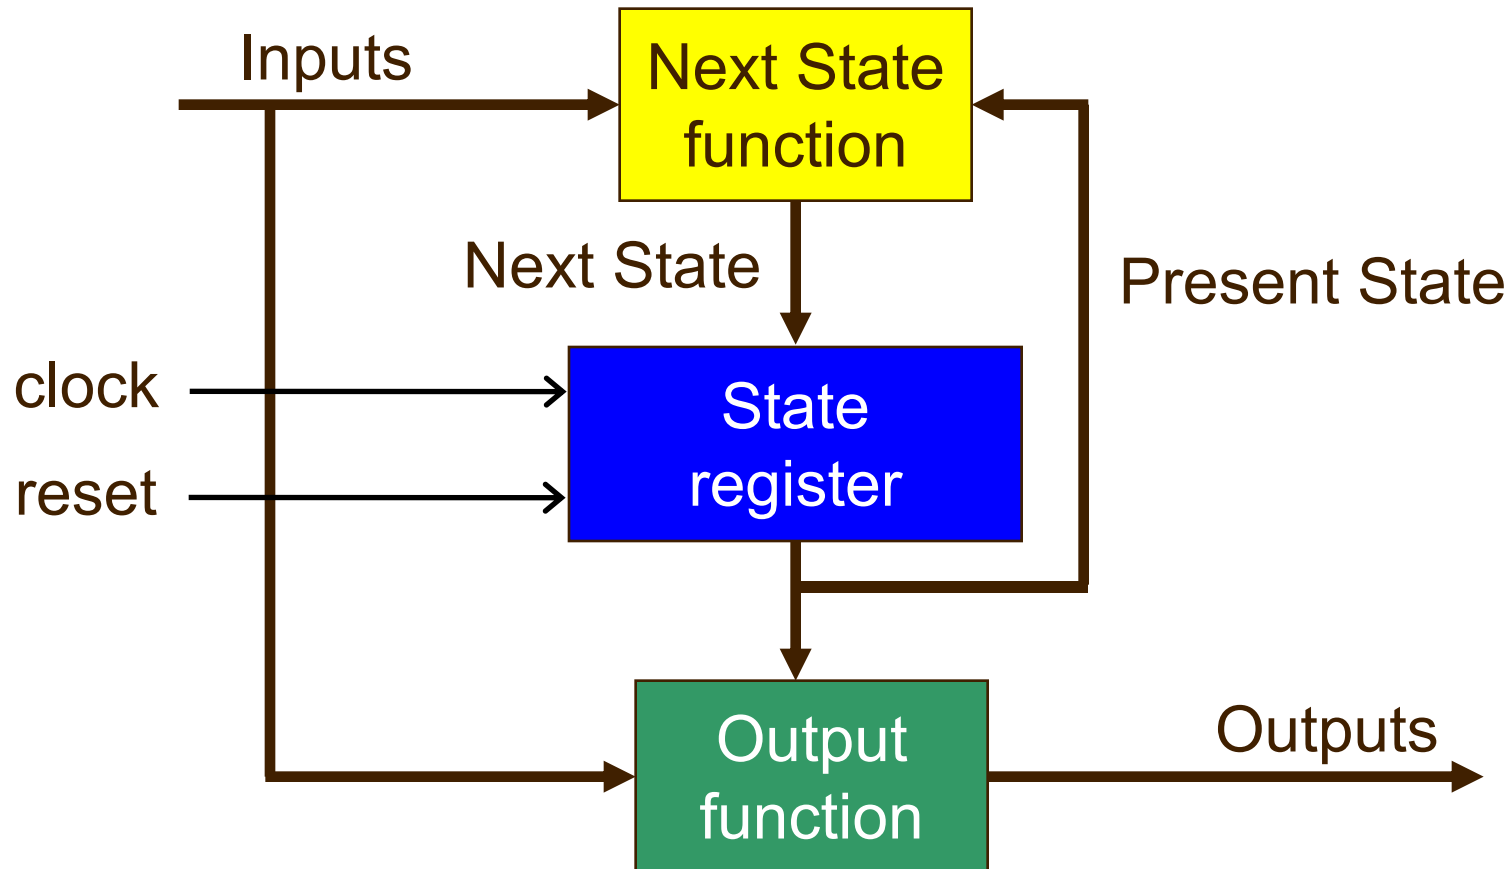 Inputs
Next State
function
Next State
Present State
clock
State
register
reset
Output
function
Outputs